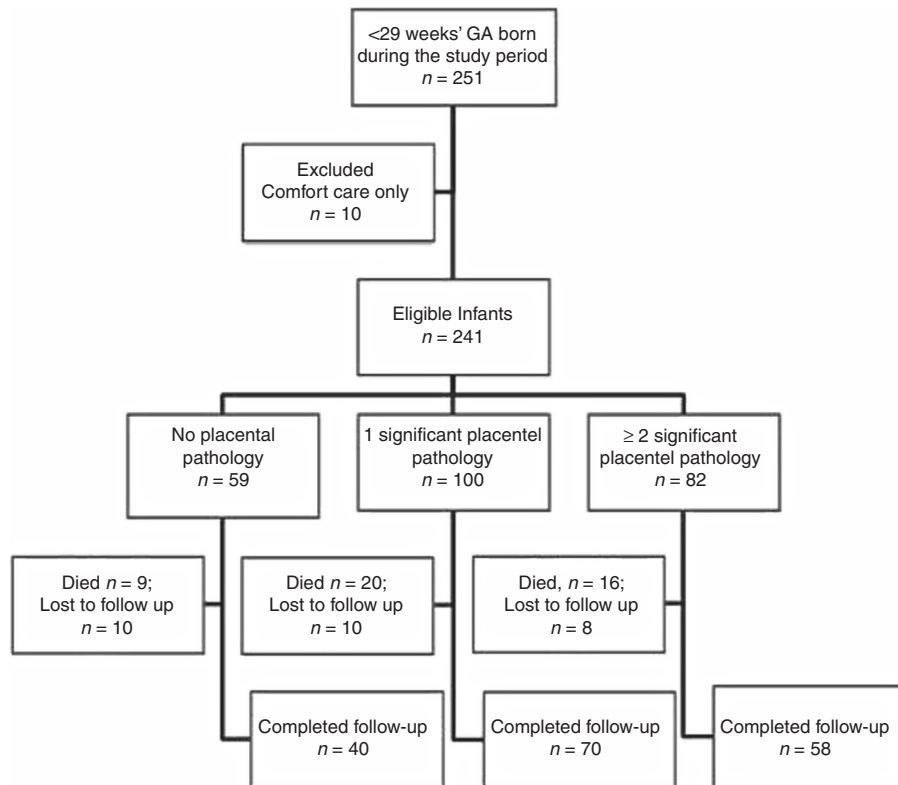 <29 weeks' GA born
during the study period
n = 251
Excluded
Comfort care only
n = 10
Eligible Infants
n = 241
No placental
pathology
n = 59
1 significant placentel
pathology
n = 100
≥ 2 significant
placentel pathology
n = 82
Died n = 9;
Lost to follow up
n = 10
Died n = 20;
Lost to follow up
n = 10
Died, n = 16;
Lost to follow up
n = 8
Completed follow-up
n = 40
Completed follow-up
n = 70
Completed follow-up
n = 58